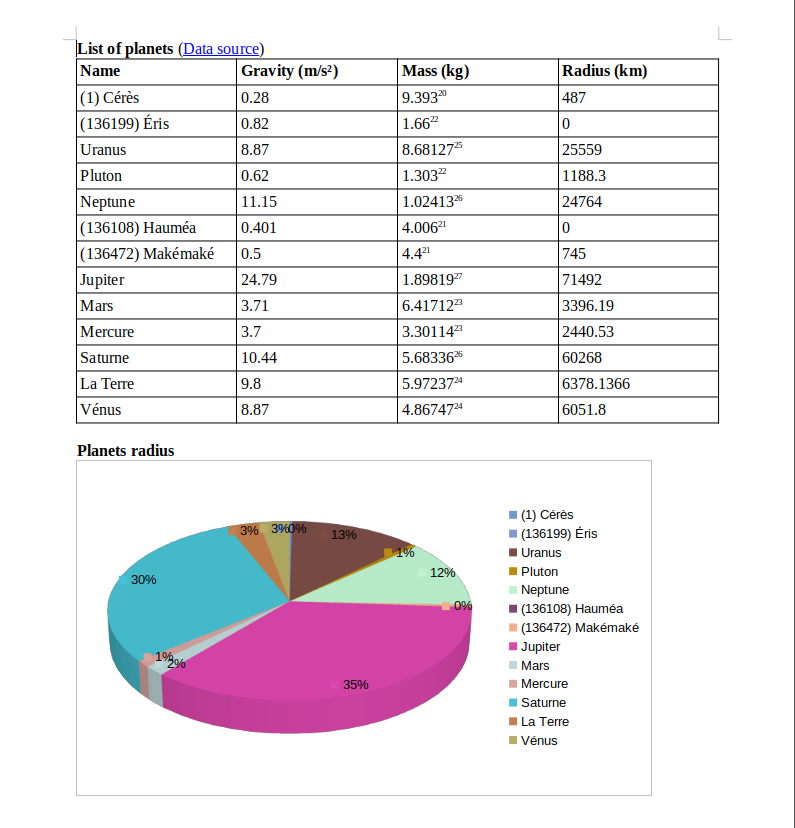 List of planets (Data source)
Name Gravity (m/s²) Mass (kg) Radius (km)
(1) Cérès 0.28 9.393²⁰ 487
(136199) Éris 0.82 1.66²² 0
Uranus 8.87 8.68127²⁵ 25559
Pluton 0.62 1.303²² 1188.3
Neptune 11.15 1.02413²⁶ 24764
(136108) Hauméa 0.401 4.006²¹ 0
(136472) Makémaké 0.5 4.4²¹ 745
Jupiter 24.79 1.89819²⁷ 71492
Mars 3.71 6.41712²³ 3396.19
Mercure 3.7 3.30114²³ 2440.53
Saturne 10.44 5.68336²⁶ 60268
La Terre 9.8 5.97237²⁴ 6378.1366
Vénus 8.87 4.86747²⁴ 6051.8
Planets radius
3% 3% 0% 13%
1%
12%
30%
0%
1%
2%
35%
(1) Cérès
(136199) Éris
Uranus
Pluton
Neptune
(136108) Hauméa
(136472) Makémaké
Jupiter
Mars
Mercure
Saturne
La Terre
Vénus